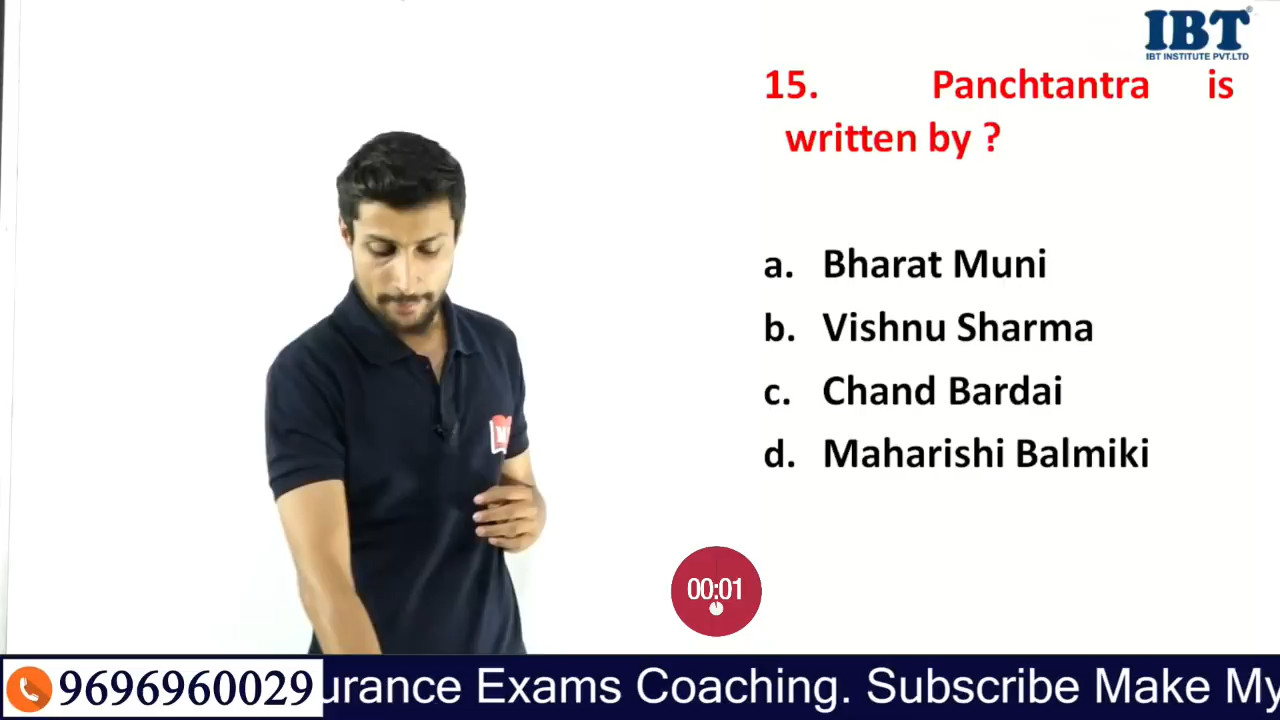 IBT
IBT INSTITUTE PVT.LTD
15. Panchtantra is
written by ?
a. Bharat Muni
b. Vishnu Sharma
c. Chand Bardai
d. Maharishi Balmiki
00:01
9696960029 urance Exams Coaching. Subscribe Make My